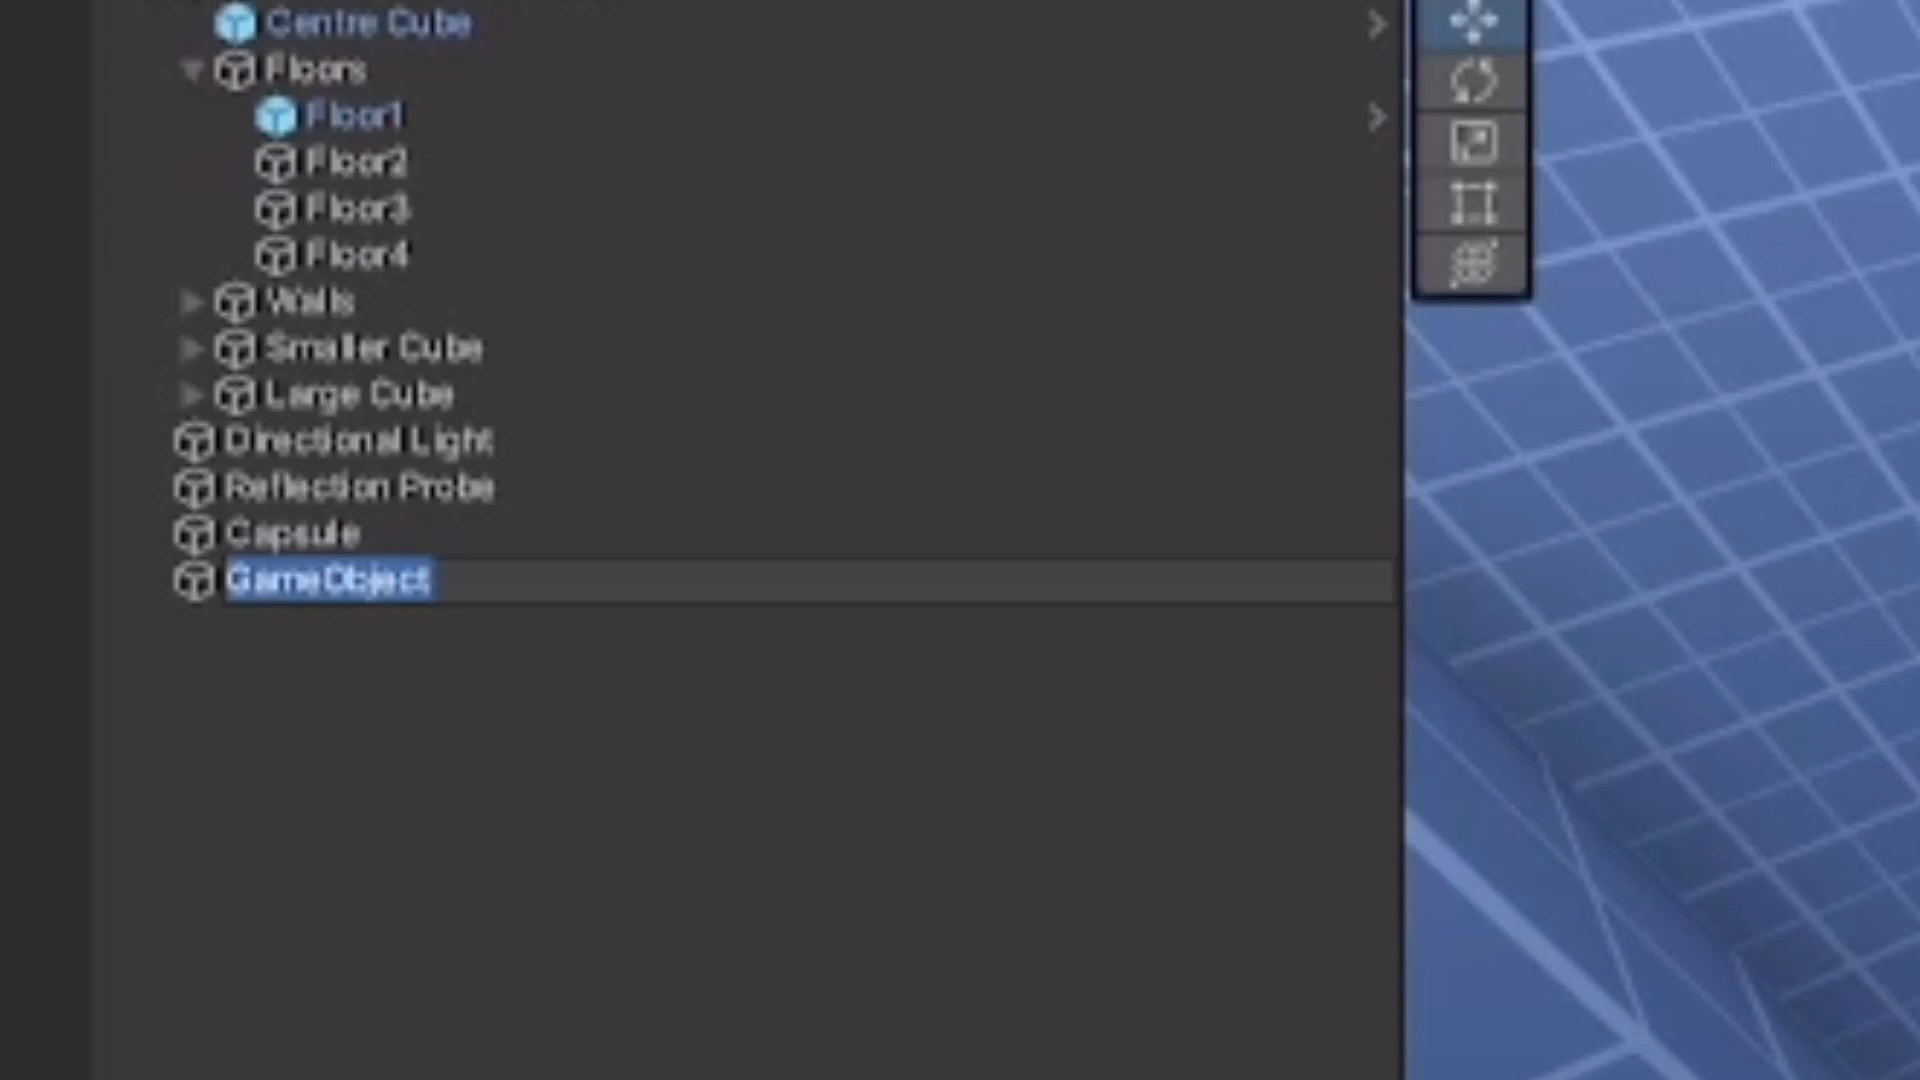 Centre Cube
Floors
Floor1
Floor2
Floor3
Floor4
Walls
Smaller Cube
Large Cube
Directional Light
Reflection Probe
Capsule
GameObject